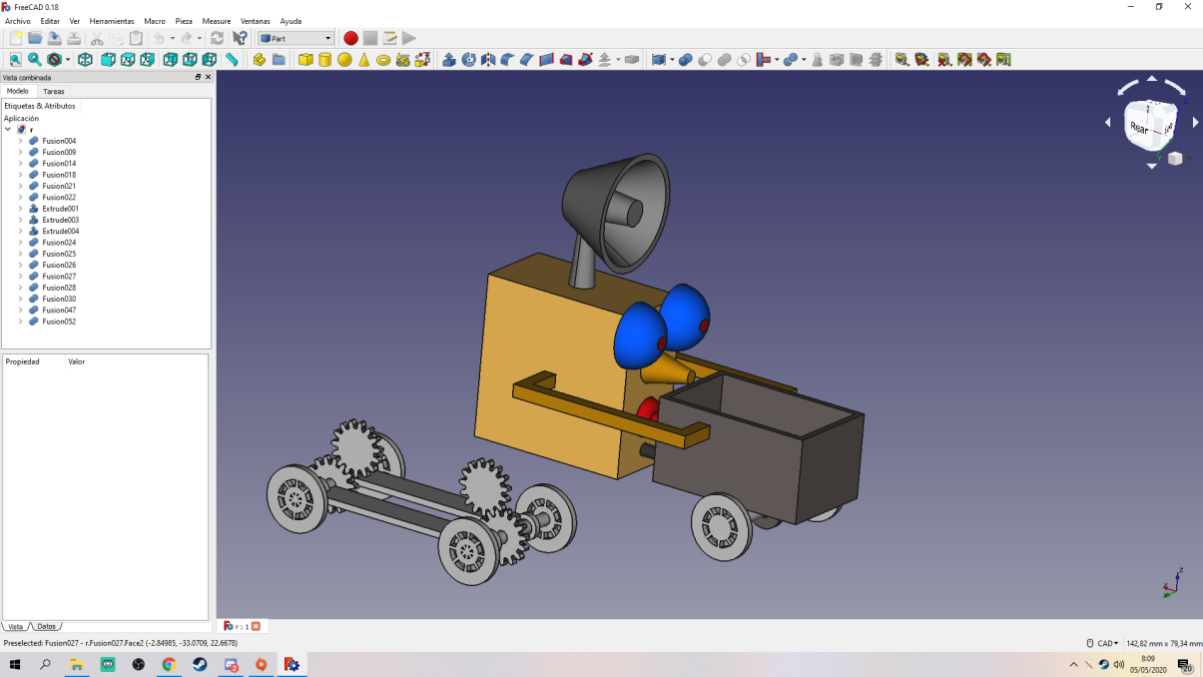 FreeCAD 0.18
Archivo Editar Ver Herramientas Macro Pieza Measure Ventanas Ayuda
Part
Vista combinada
Modelo Tareas
Etiquetas & Atributos
Aplicación
r
Fusion004
Fusion009
Fusion014
Fusion018
Fusion021
Fusion022
Extrude001
Extrude003
Extrude004
Fusion024
Fusion025
Fusion026
Fusion027
Fusion028
Fusion030
Fusion047
Fusion052
Propiedad Valor
Rear
Z
X
Y
Vista Datos
r : 1
Preselected: Fusion027 - r.Fusion027.Face2 (-2.84985, -33.0709, 22.6678)
CAD
142,82 mm x 79,34 mm
8:09
05/05/2020
20